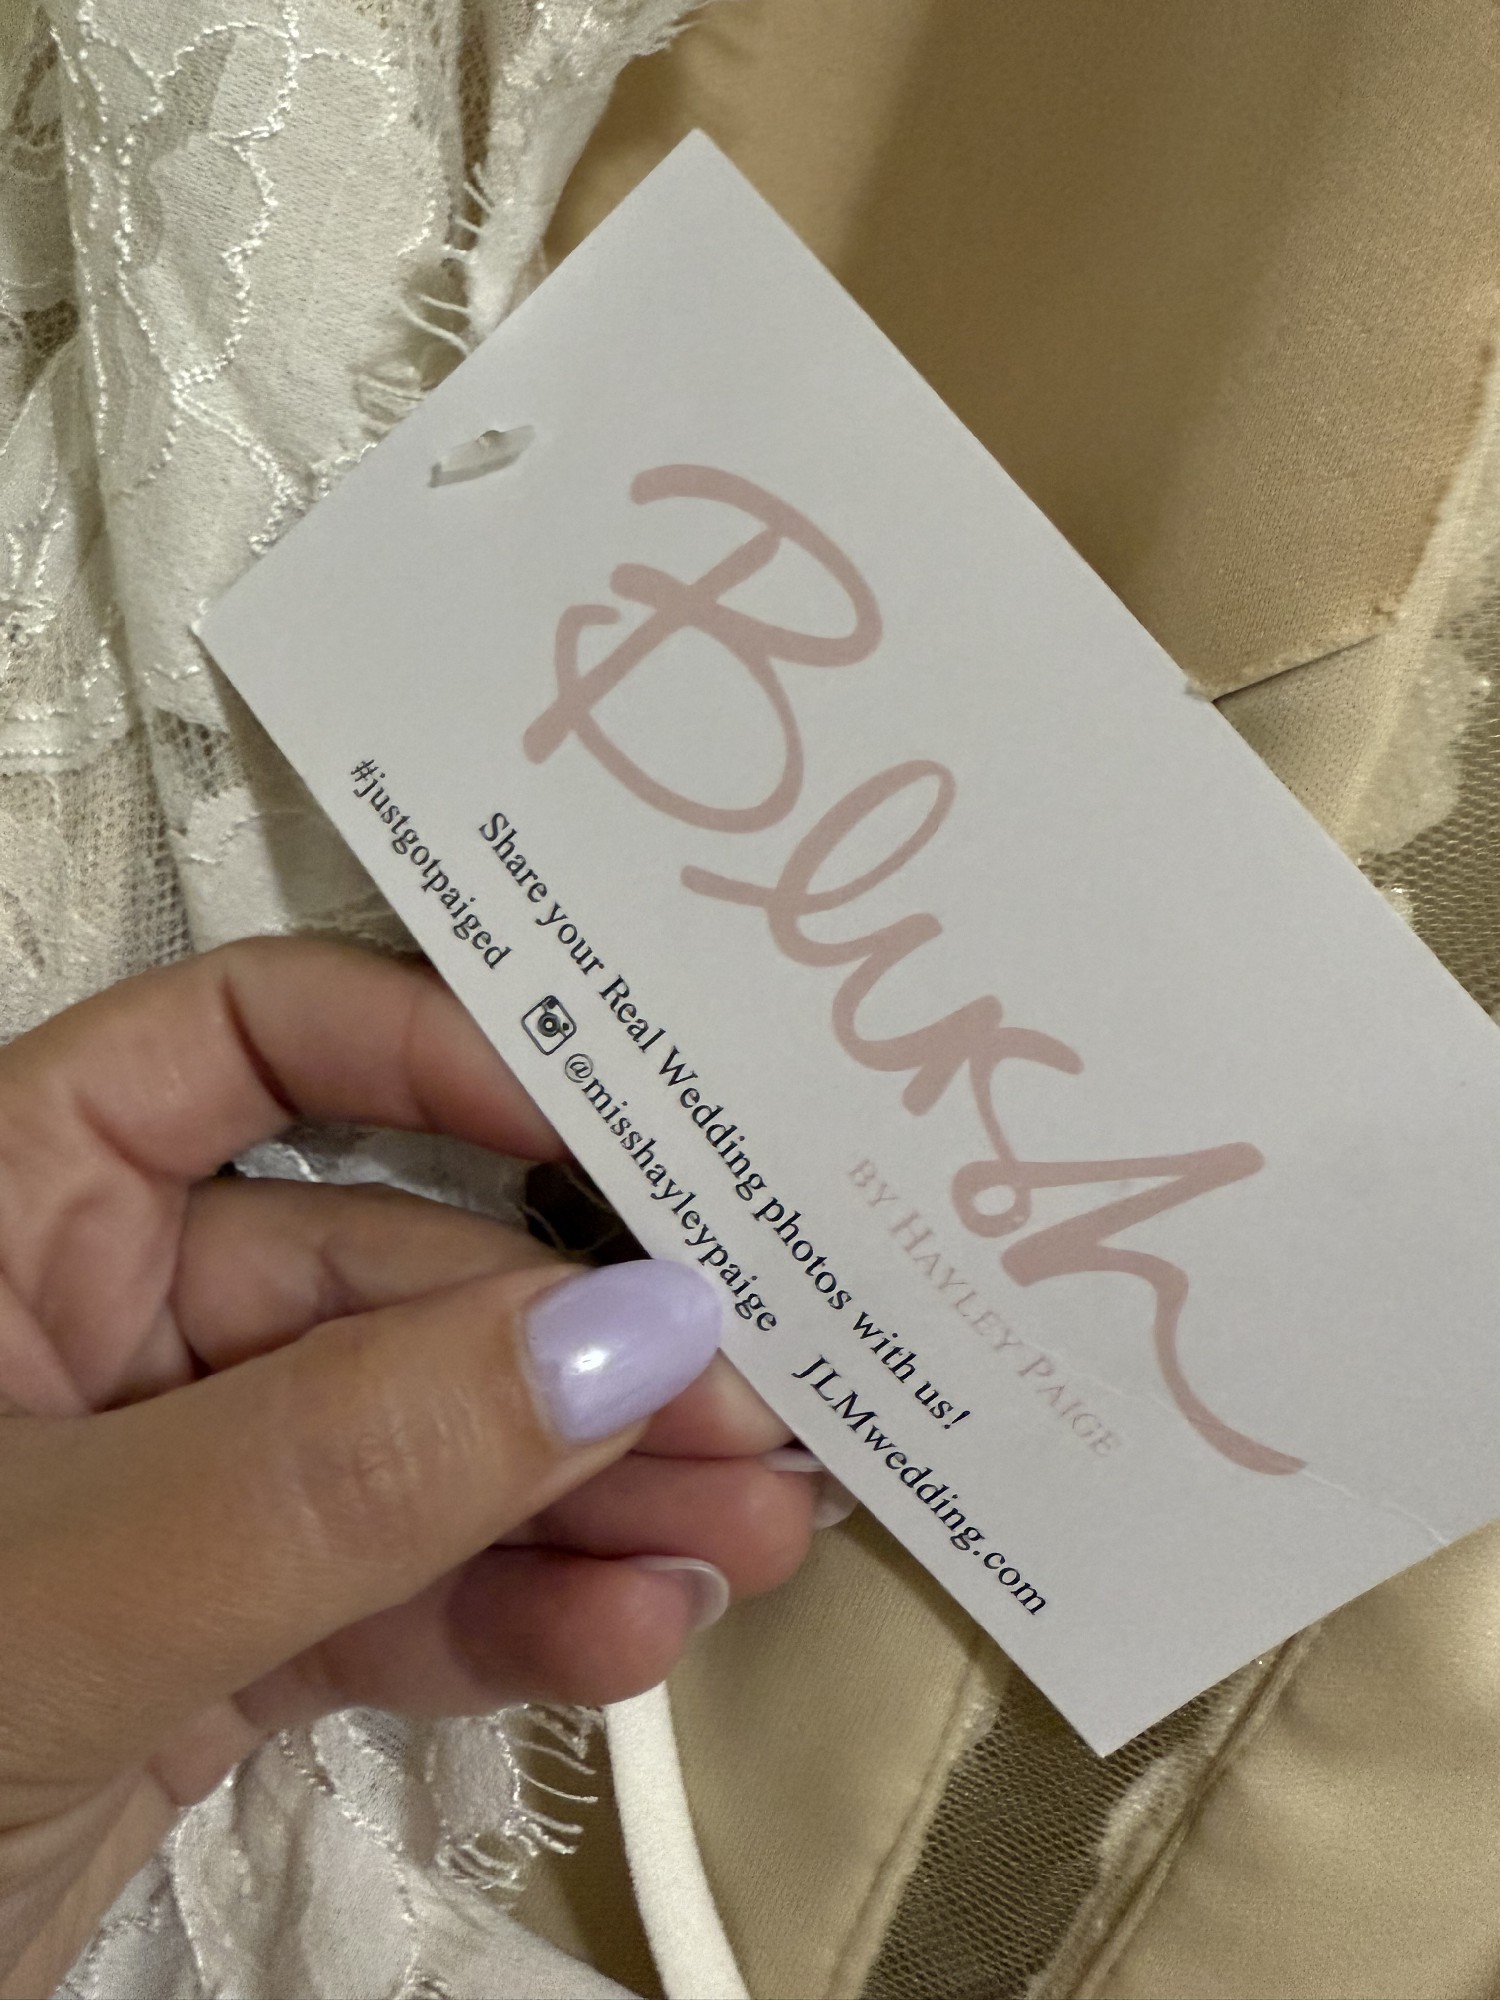 Blush
BY HAYLEY PAIGE
Share your Real Wedding photos with us!
#justgotpaiged @misshayleypaige JLMwedding.com